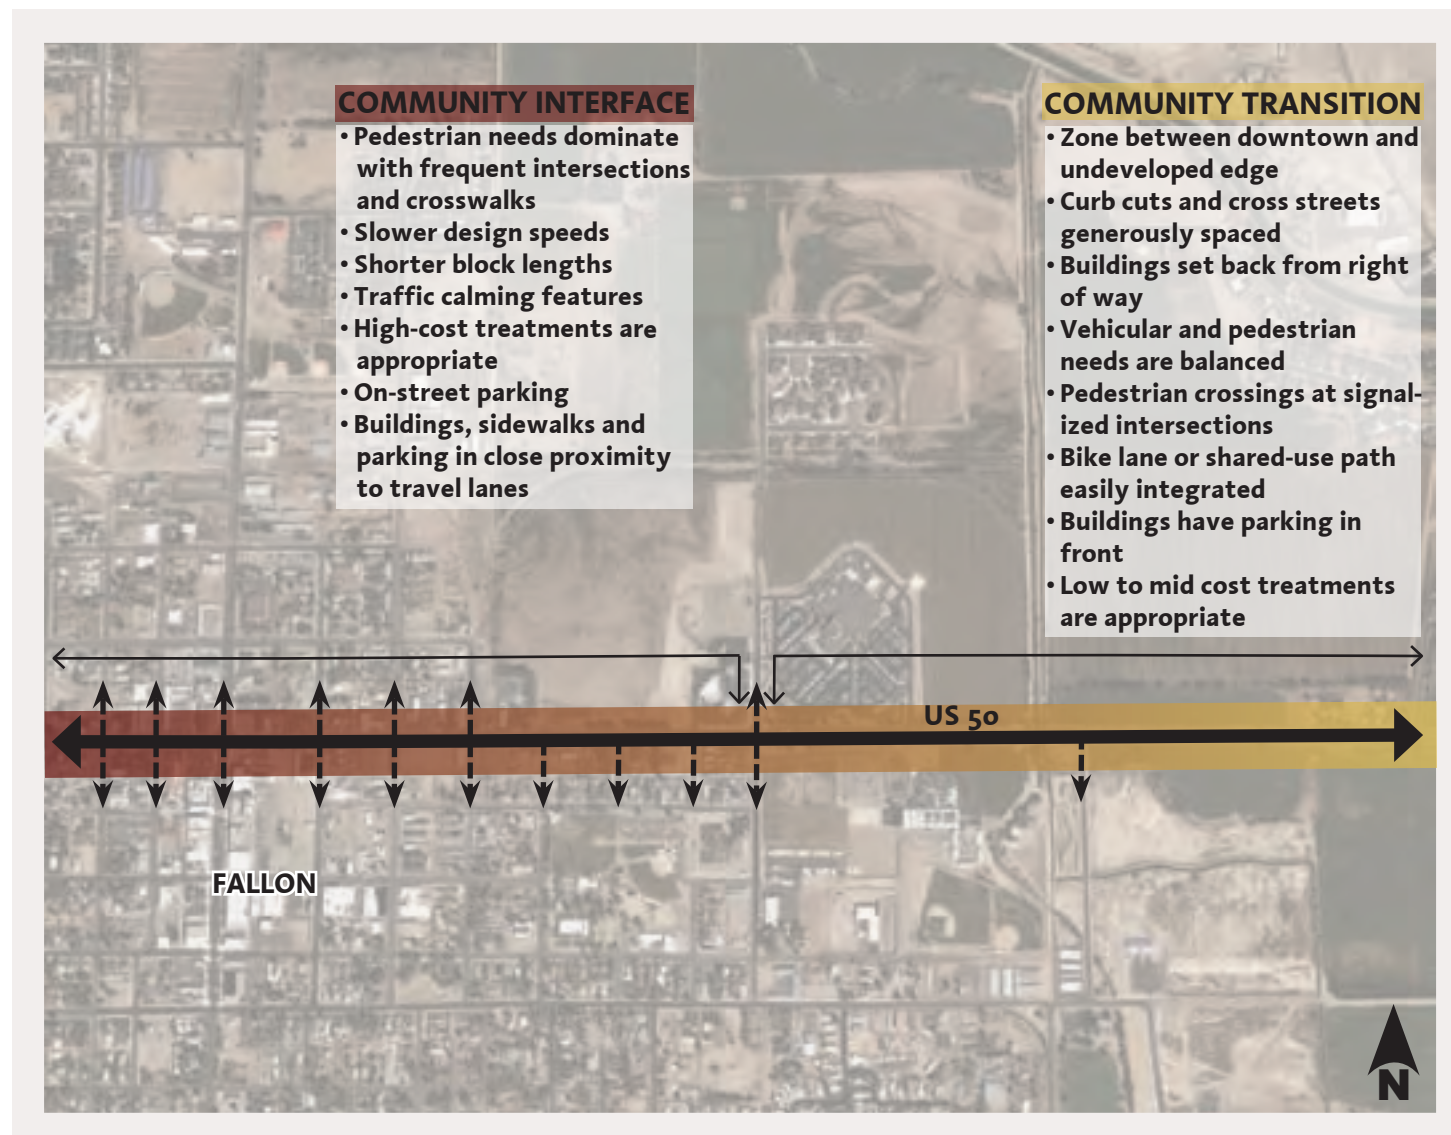 COMMUNITY INTERFACE
• Pedestrian needs dominate
with frequent intersections
and crosswalks
• Slower design speeds
• Shorter block lengths
• Traffic calming features
• High-cost treatments are
appropriate
• On-street parking
• Buildings, sidewalks and
parking in close proximity
to travel lanes
COMMUNITY TRANSITION
• Zone between downtown and
undeveloped edge
• Curb cuts and cross streets
generously spaced
• Buildings set back from right
of way
• Vehicular and pedestrian
needs are balanced
• Pedestrian crossings at signal-
ized intersections
• Bike lane or shared-use path
easily integrated
• Buildings have parking in
front
• Low to mid cost treatments
are appropriate
US 50
FALLON
N